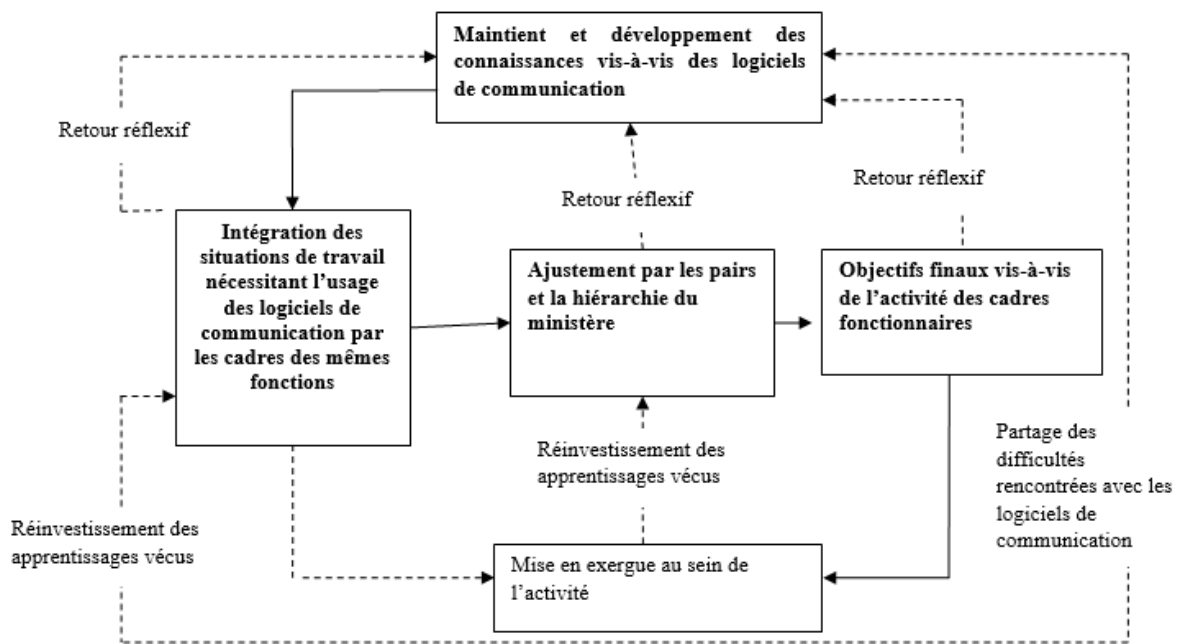 Maintient et développement des
connaissances vis-à-vis des logiciels
de communication
Retour réflexif
Retour réflexif
Retour réflexif
Intégration des
situations de travail
nécessitant l’usage
des logiciels de
communication par
les cadres des mêmes
fonctions
Ajustement par les pairs
et la hiérarchie du
ministère
Objectifs finaux vis-à-vis
de l’activité des cadres
fonctionnaires
Réinvestissement des
apprentissages vécus
Partage des
difficultés
rencontrées avec les
logiciels de
communication
Réinvestissement des
apprentissages vécus
Mise en exergue au sein de
l’activité